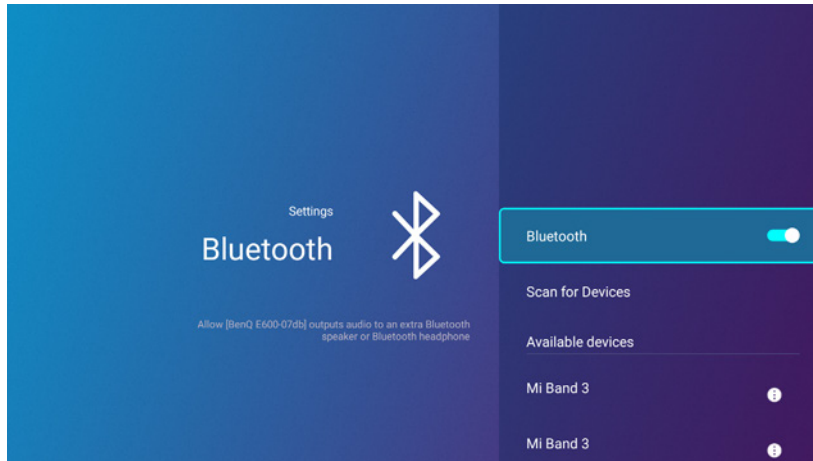 Settings
Bluetooth
Allow [BenQ E600-07db] outputs audio to an extra Bluetooth
speaker or Bluetooth headphone
Bluetooth
Scan for Devices
Available devices
Mi Band 3
Mi Band 3